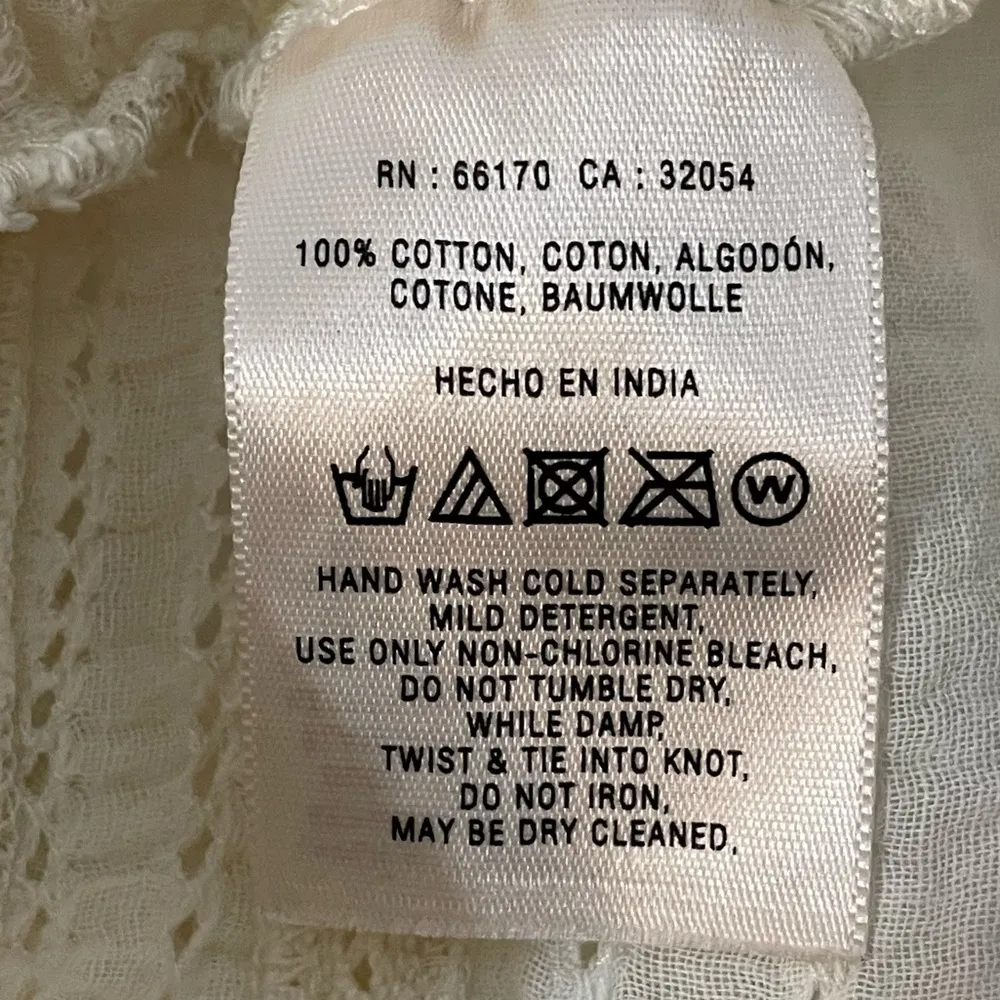 RN : 66170 CA : 32054
100% COTTON, COTON, ALGODÓN,
COTONE, BAUMWOLLE
HECHO EN INDIA
W
HAND WASH COLD SEPARATELY,
MILD DETERGENT,
USE ONLY NON-CHLORINE BLEACH,
DO NOT TUMBLE DRY,
WHILE DAMP,
TWIST & TIE INTO KNOT,
DO NOT IRON,
MAY BE DRY CLEANED,